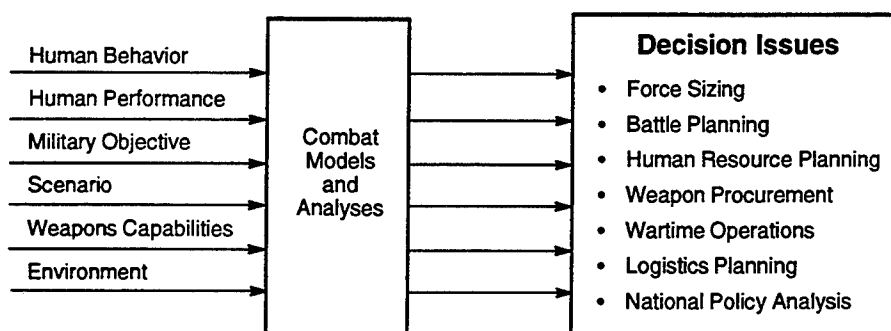 Human Behavior
Human Performance
Military Objective
Scenario
Weapons Capabilities
Environment
Combat
Models
and
Analyses
Decision Issues
• Force Sizing
• Battle Planning
• Human Resource Planning
• Weapon Procurement
• Wartime Operations
• Logistics Planning
• National Policy Analysis